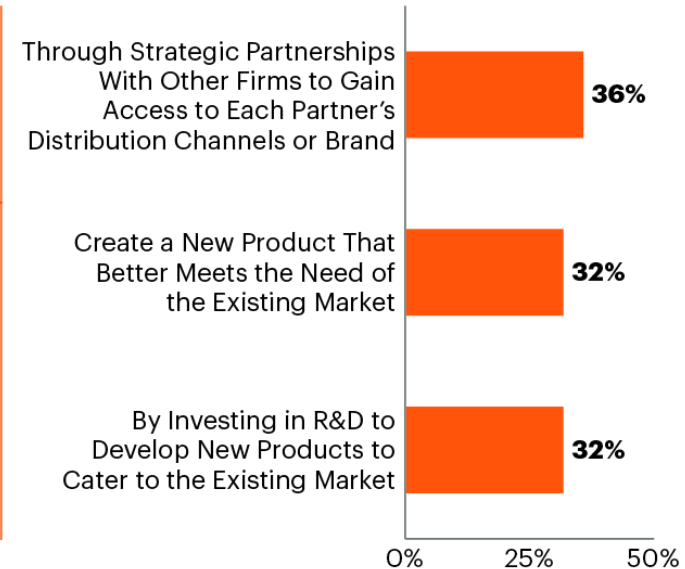 Through Strategic Partnerships
With Other Firms to Gain
Access to Each Partner’s
Distribution Channels or Brand
36%
Create a New Product That
Better Meets the Need of
the Existing Market
32%
By Investing in R&D to
Develop New Products to
Cater to the Existing Market
32%
0% 25% 50%